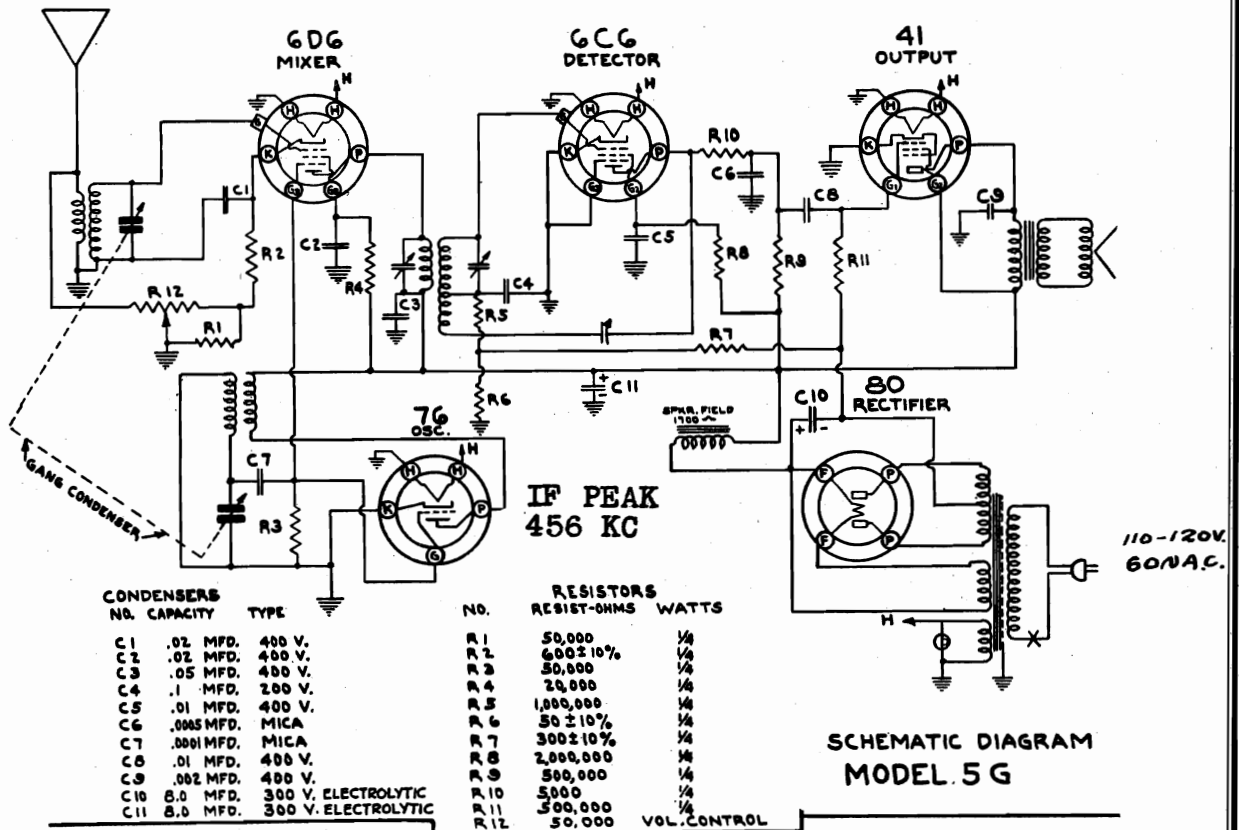 6D6
MIXER
6C6
DETECTOR
41
OUTPUT
H
H
H
H
H
H
H
K
P
G3
G2
K
P
G3
G2
K
P
G1
G2
C1
R2
C2
R4
C3
R12
R1
R10
C6
C8
C9
C5
R8
R9
R11
C4
R5
R7
C11
+
-
R6
C10
+ -
80
RECTIFIER
SPKR. FIELD
1700 ~
76
OSC.
H
H
H
K
P
G
C7
R3
GANG CONDENSER
IF PEAK
456 KC
F
P
F
P
H
110-120V.
60~A.C.
CONDENSERS
NO. CAPACITY TYPE
C1 .02 MFD. 400 V.
C2 .02 MFD. 400 V.
C3 .05 MFD. 400 V.
C4 .1 MFD. 200 V.
C5 .01 MFD. 400 V.
C6 .0005 MFD. MICA
C7 .0001 MFD. MICA
C8 .01 MFD. 400 V.
C9 .002 MFD. 400 V.
C10 8.0 MFD. 300 V. ELECTROLYTIC
C11 8.0 MFD. 300 V. ELECTROLYTIC
RESISTORS
NO. RESIST-OHMS WATTS
R1 50,000 1/4
R2 600±10% 1/4
R3 50,000 1/4
R4 20,000 1/4
R5 1,000,000 1/4
R6 50±10% 1/4
R7 300±10% 1/4
R8 2,000,000 1/4
R9 500,000 1/4
R10 5,000 1/4
R11 500,000 1/4
R12 50,000 VOL. CONTROL
SCHEMATIC DIAGRAM
MODEL. 5G